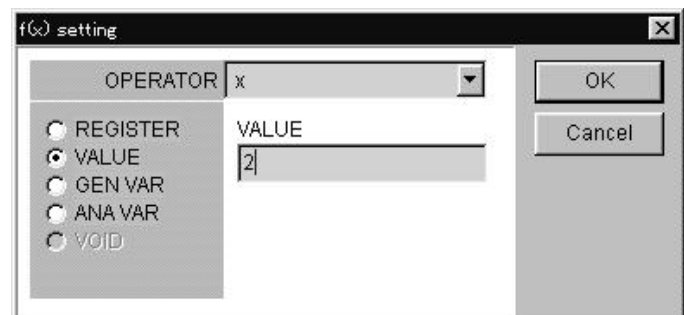 f(x) setting
OPERATOR x
OK
REGISTER
VALUE
VALUE
2
Cancel
GEN VAR
ANA VAR
VOID